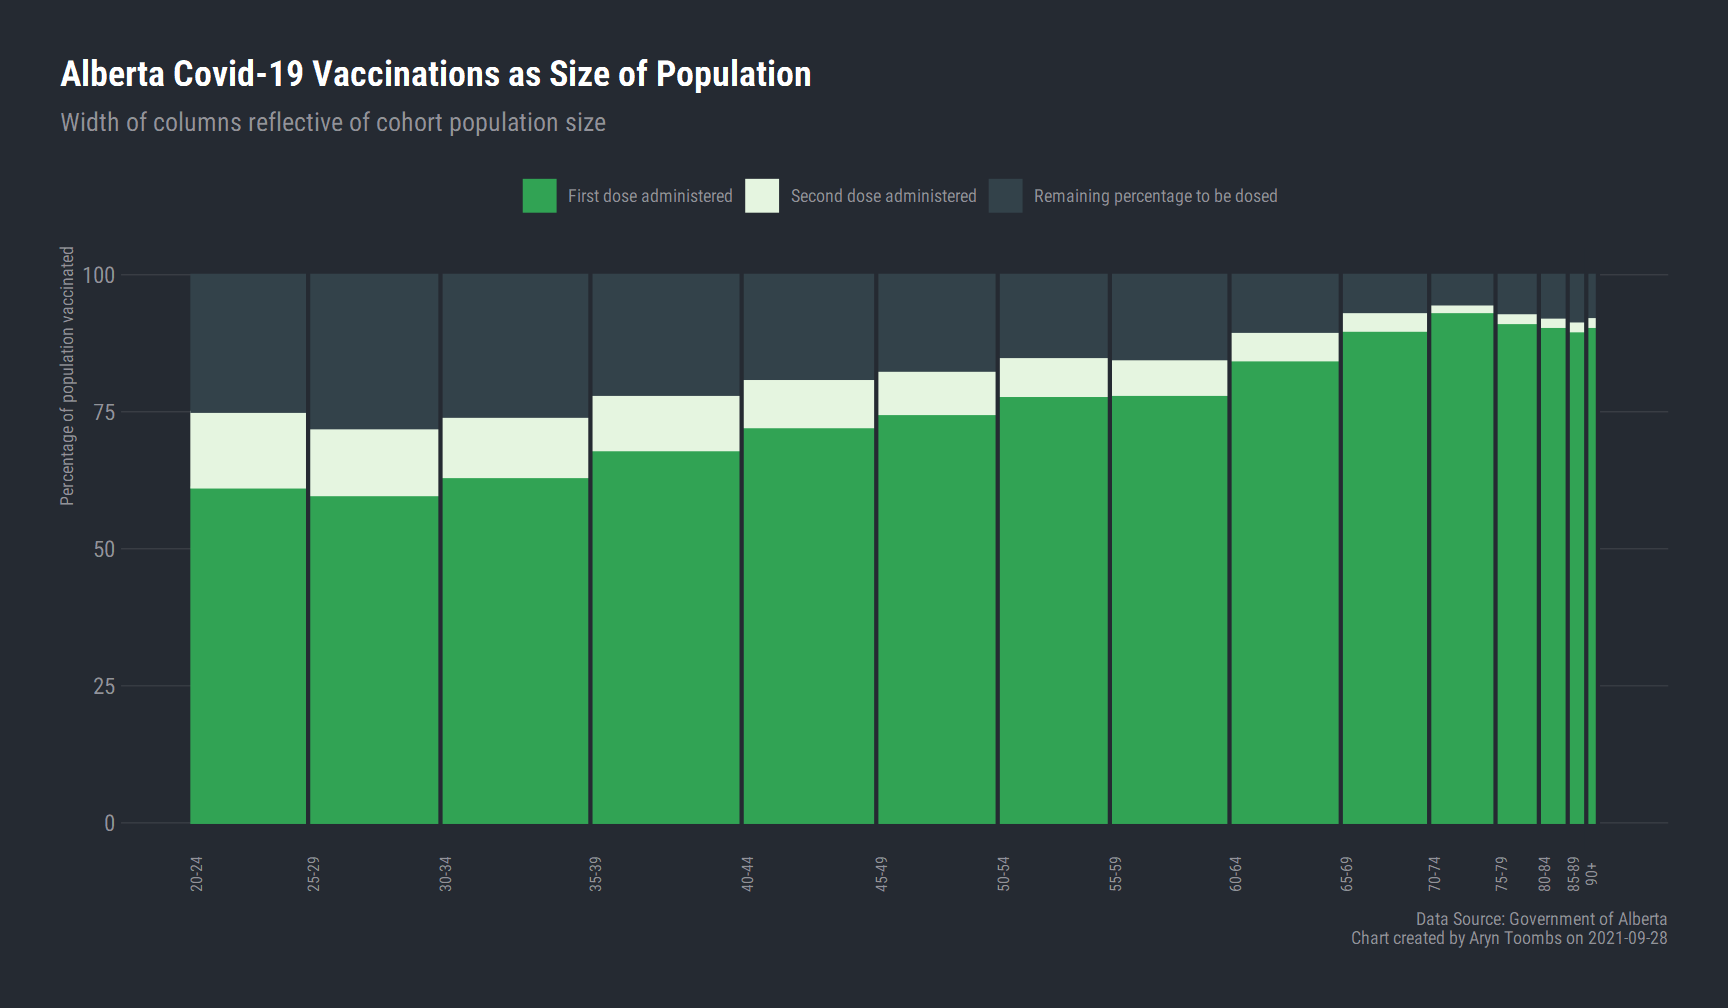 Alberta Covid-19 Vaccinations as Size of Population
Width of columns reflective of cohort population size
First dose administered
Second dose administered
Remaining percentage to be dosed
Percentage of population vaccinated
100
75
50
25
0
20-24
25-29
30-34
35-39
40-44
45-49
50-54
55-59
60-64
65-69
70-74
75-79
80-84
85-89
90+
Data Source: Government of Alberta
Chart created by Aryn Toombs on 2021-09-28